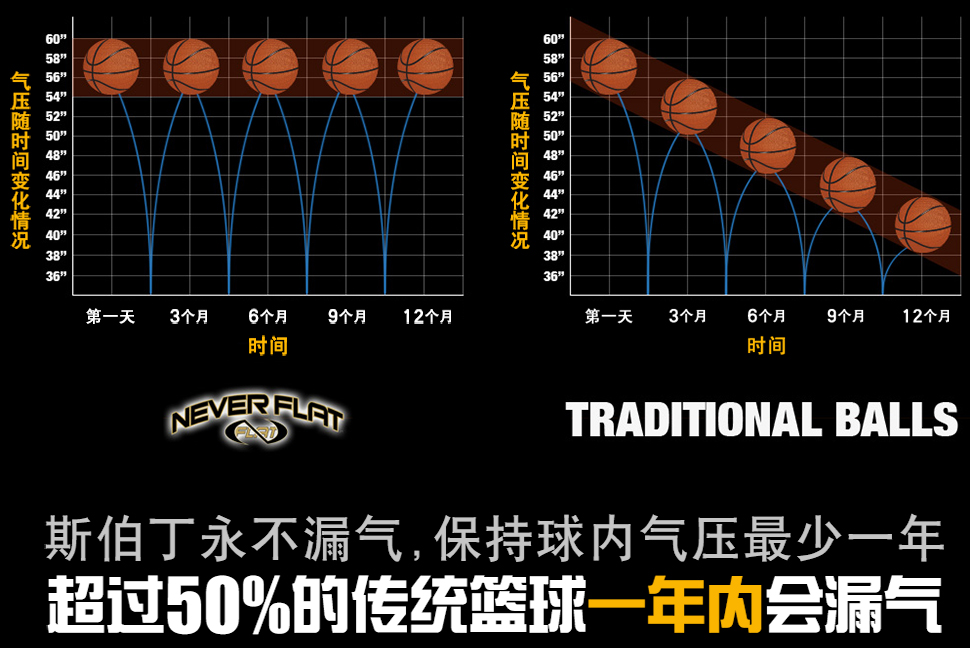 气压随时间变化情况
60”
58”
56”
54”
52”
50”
48”
46”
44”
42”
40”
38”
36”
第一天 3个月 6个月 9个月 12个月
时间
气压随时间变化情况
60”
58”
56”
54”
52”
50”
48”
46”
44”
42”
40”
38”
36”
第一天 3个月 6个月 9个月 12个月
时间
NEVER FLAT
FLAT
TRADITIONAL BALLS
斯伯丁永不漏气,保持球内气压最少一年
超过50%的传统篮球一年内会漏气